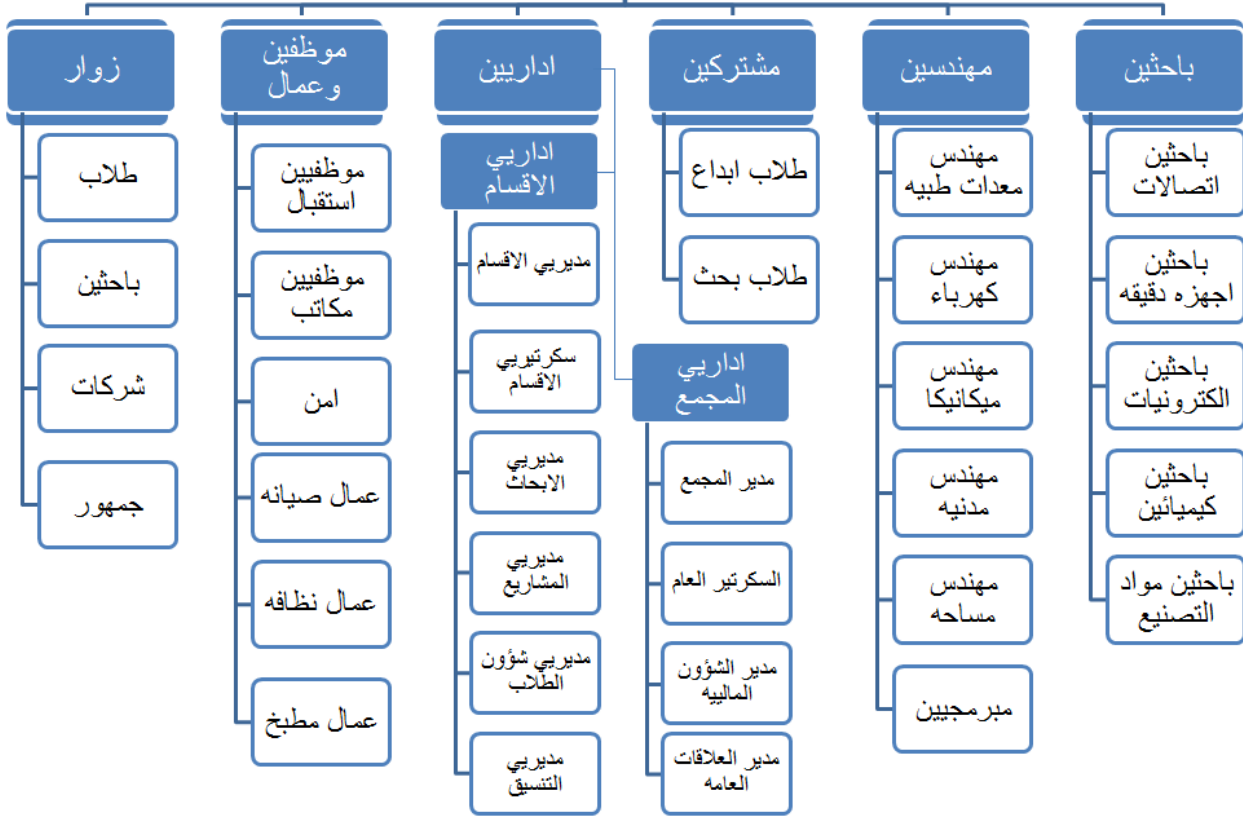 باحثين
باحثين
اتصالات
باحثين
اجهزه دقيقه
باحثين
الكترونيات
باحثين
كيميائين
باحثين مواد
التصنيع
مهندسين
مهندس
معدات طبيه
مهندس
كهرباء
مهندس
ميكانيكا
مهندس
مدنيه
مهندس
مساحه
مبرمجيين
مشتركين
طلاب ابداع
طلاب بحث
اداريين
اداريي
المجمع
مدير المجمع
السكرتير العام
مدير الشؤون
الماليیه
مدير العلاقات
العامه
اداريي
الاقسام
مديريي الاقسام
سكرتيريي
الاقسام
مديريي
الابحاث
مديريي
المشاريع
مديريي شؤون
الطلاب
مديريي
التنسيق
موظفين
وعمال
موظفيين
استقبال
موظفيين
مكاتب
امن
عمال صيانه
عمال نظافه
عمال مطبخ
زوار
طلاب
باحثين
شركات
جمهور